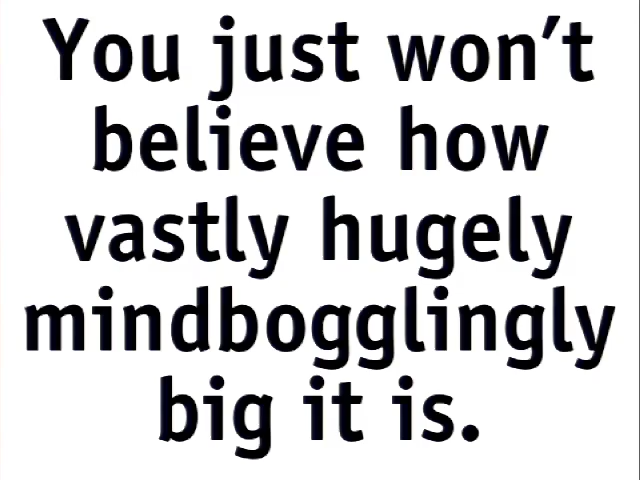 You just won’t
believe how
vastly hugely
mindbogglingly
big it is.